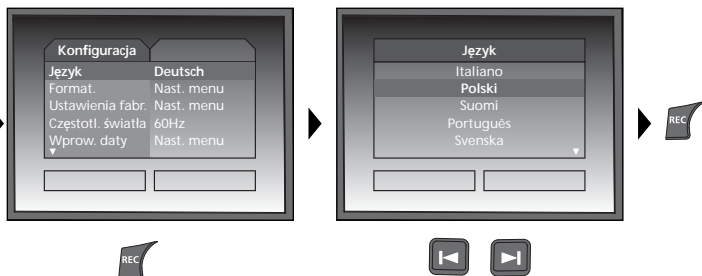 Konfiguracja
Język Deutsch
Format. Nast. menu
Ustawienia fabr. Nast. menu
Częstotl. światła 60Hz
Wprow. daty Nast. menu
REC
Język
Italiano
Polski
Suomi
Português
Svenska
REC